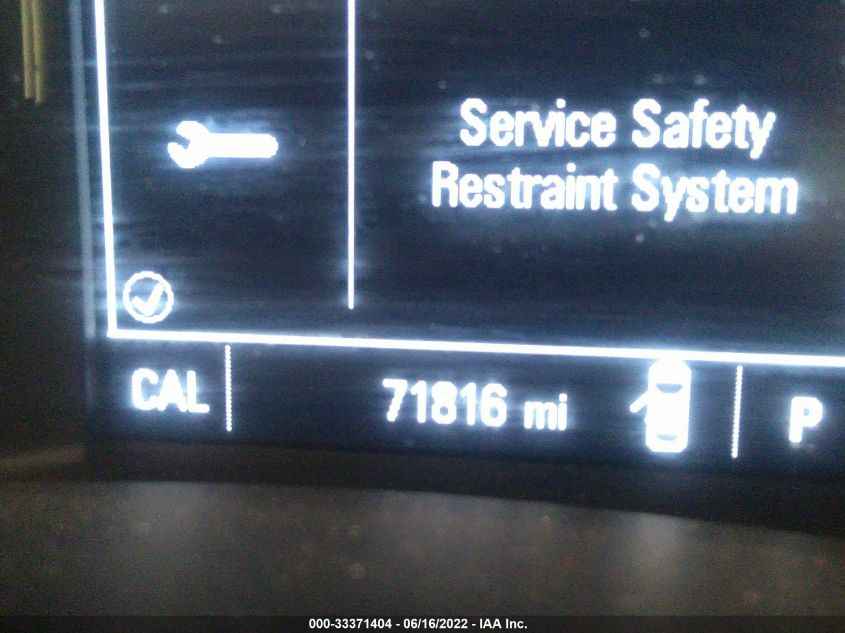 Service Safety
Restraint System
CAL
71816 mi
P
000-33371404 - 06/16/2022 - IAA Inc.